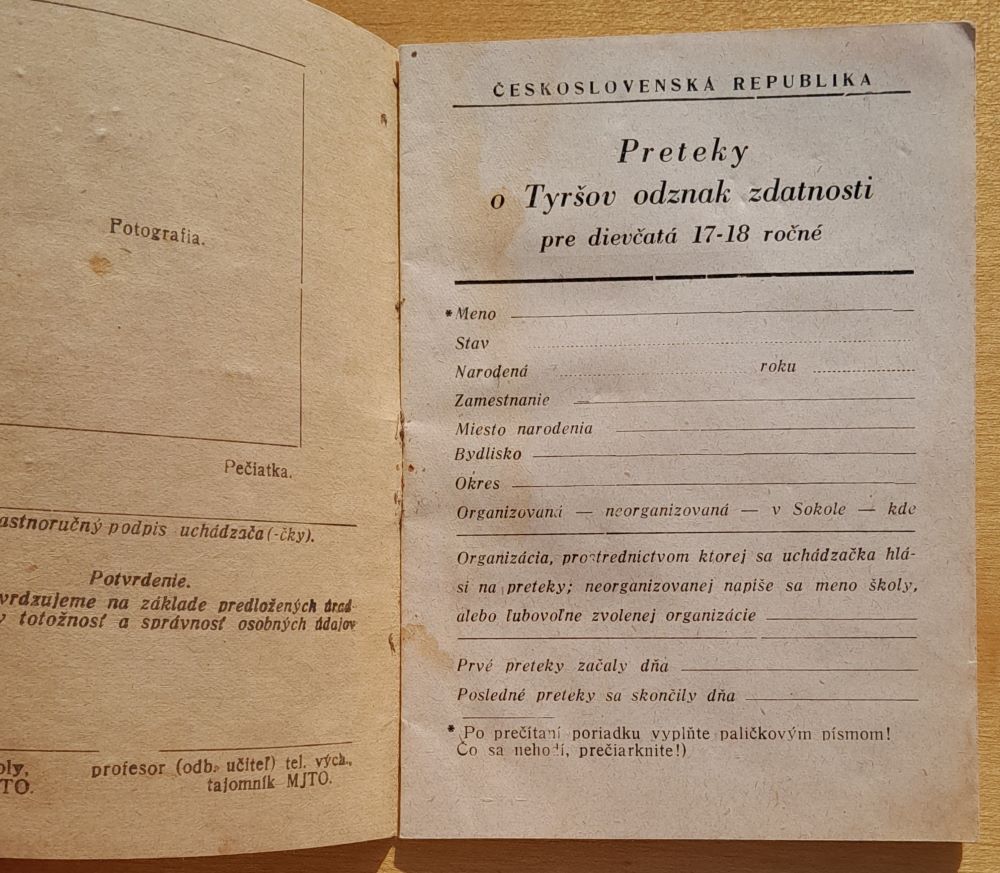 Fotografia.
Pečiatka.
podpis uchádzača (-čky).
Potvrdenie.
na základe predložených úrad-
totožnosť a správnosť osobných údajov
profesor (odb. učiteľ) tel. vých.,
TO.
tajomník MJTO.
ČESKOSLOVENSKÁ REPUBLIKA
Preteky
o Tyršov odznak zdatnosti
pre dievčatá 17-18 ročné
*Meno
Stav
Narodená roku
Zamestnanie
Miesto narodenia
Bydlisko
Okres
Organizovaná — neorganizovaná — v Sokole — kde
Organizácia, prostredníctvom ktorej sa uchádzačka hlá-
si na preteky; neorganizovanej napíše sa meno školy,
alebo ľubovoľne zvolenej organizácie
Prvé preteky začaly dňa
Posledné preteky sa skončily dňa
* Po prečítaní poriadku vyplňte paličkovým písmom!
Čo sa nehodí, prečiarknite!)